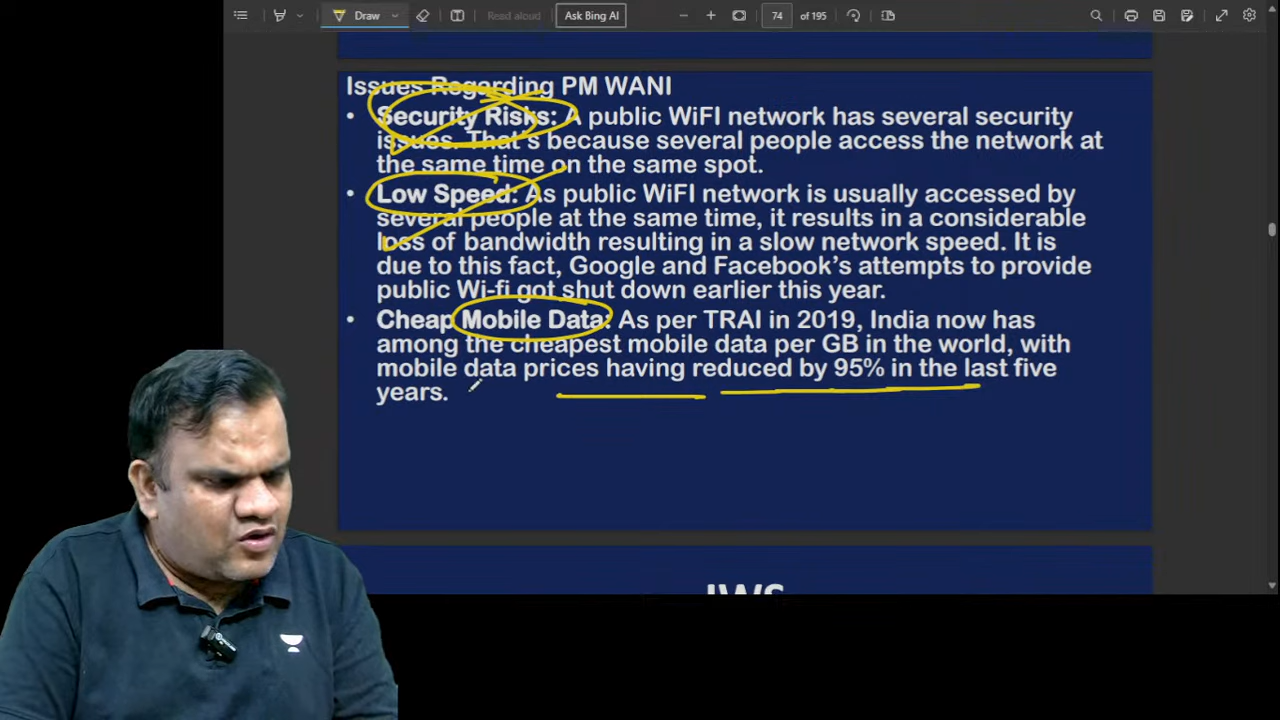 Draw
Read aloud
Ask Bing AI
74 of 195
Issues Regarding PM WANI
• Security Risks: A public WiFI network has several security
issues. That's because several people access the network at
the same time on the same spot.
• Low Speed: As public WiFI network is usually accessed by
several people at the same time, it results in a considerable
loss of bandwidth resulting in a slow network speed. It is
due to this fact, Google and Facebook's attempts to provide
public Wi-fi got shut down earlier this year.
• Cheap Mobile Data: As per TRAI in 2019, India now has
among the cheapest mobile data per GB in the world, with
mobile data prices having reduced by 95% in the last five
years.
IWS